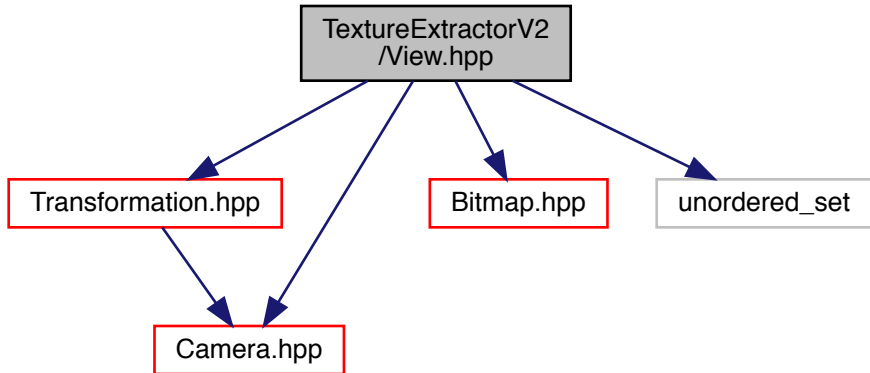 TextureExtractorV2
/View.hpp
Transformation.hpp
Bitmap.hpp
unordered_set
Camera.hpp